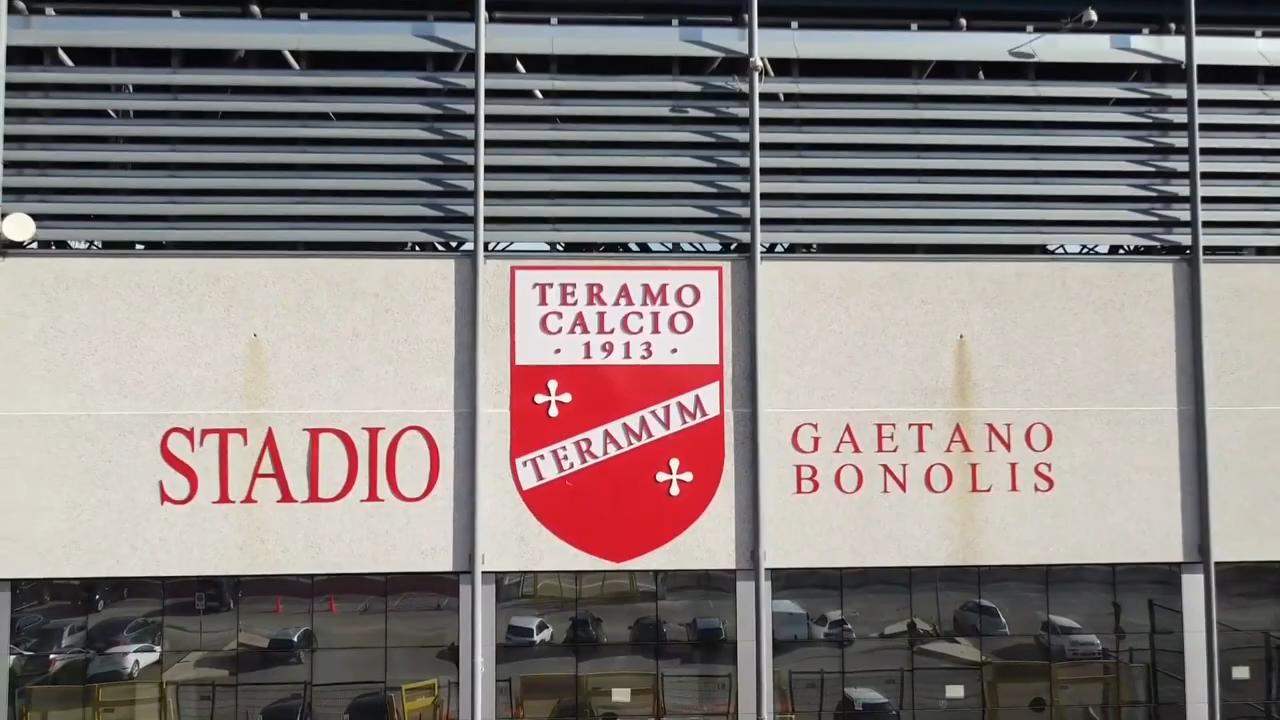 TERAMO
CALCIO
· 1913 ·
TERAMVM
STADIO
GAETANO
BONOLIS